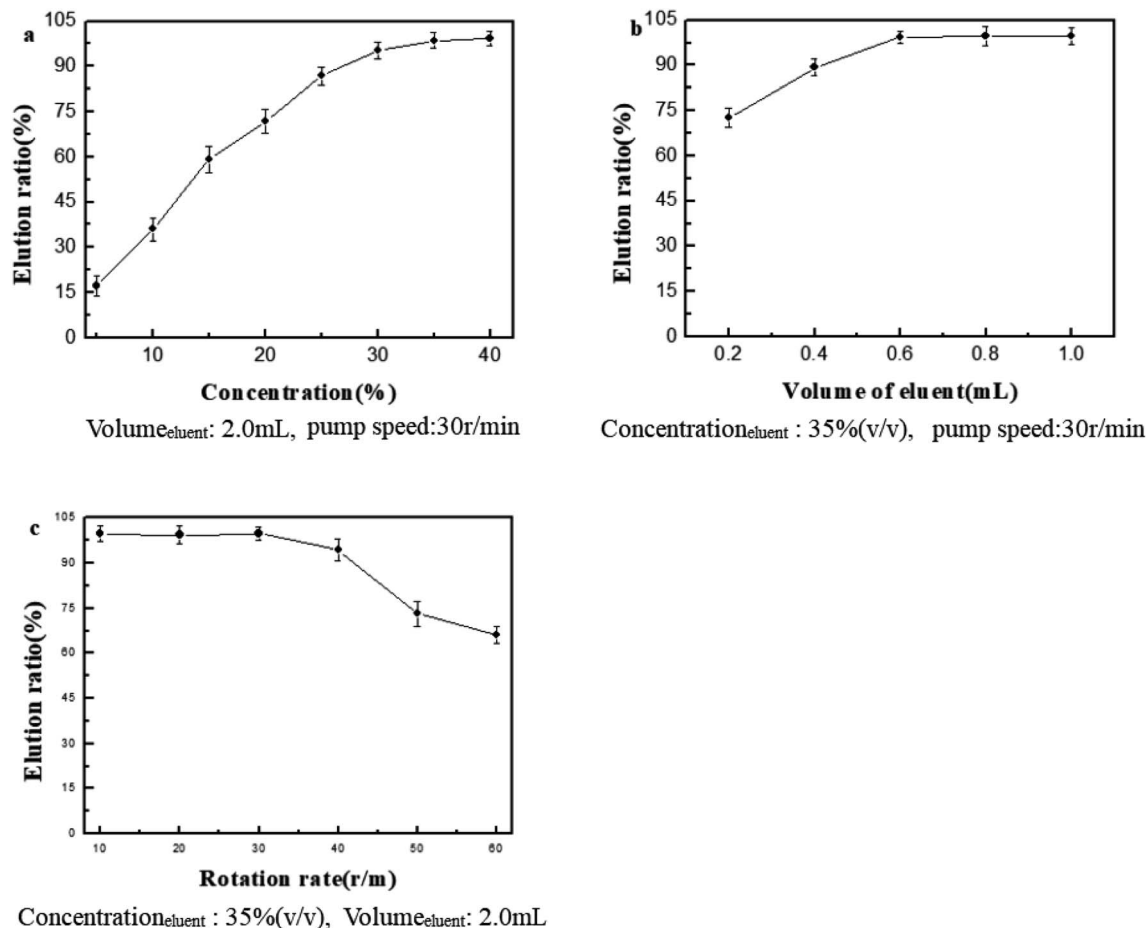 a
Elution ratio(%)
105
90
75
60
45
30
15
0
10 20 30 40
Concentration(%)
Volumeeluent: 2.0mL, pump speed:30r/min
b
Elution ratio(%)
105
90
75
60
45
30
15
0
0.2 0.4 0.6 0.8 1.0
Volume of eluent(mL)
Concentrationeluent : 35%(v/v), pump speed:30r/min
c
Elution ratio(%)
105
90
75
60
45
30
15
0
10 20 30 40 50 60
Rotation rate(r/m)
Concentrationeluent : 35%(v/v), Volumeeluent: 2.0mL